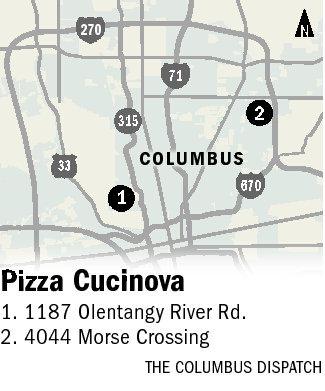 270
N
71
315
2
COLUMBUS
33
670
1
Pizza Cucinova
1. 1187 Olentangy River Rd.
2. 4044 Morse Crossing
THE COLUMBUS DISPATCH